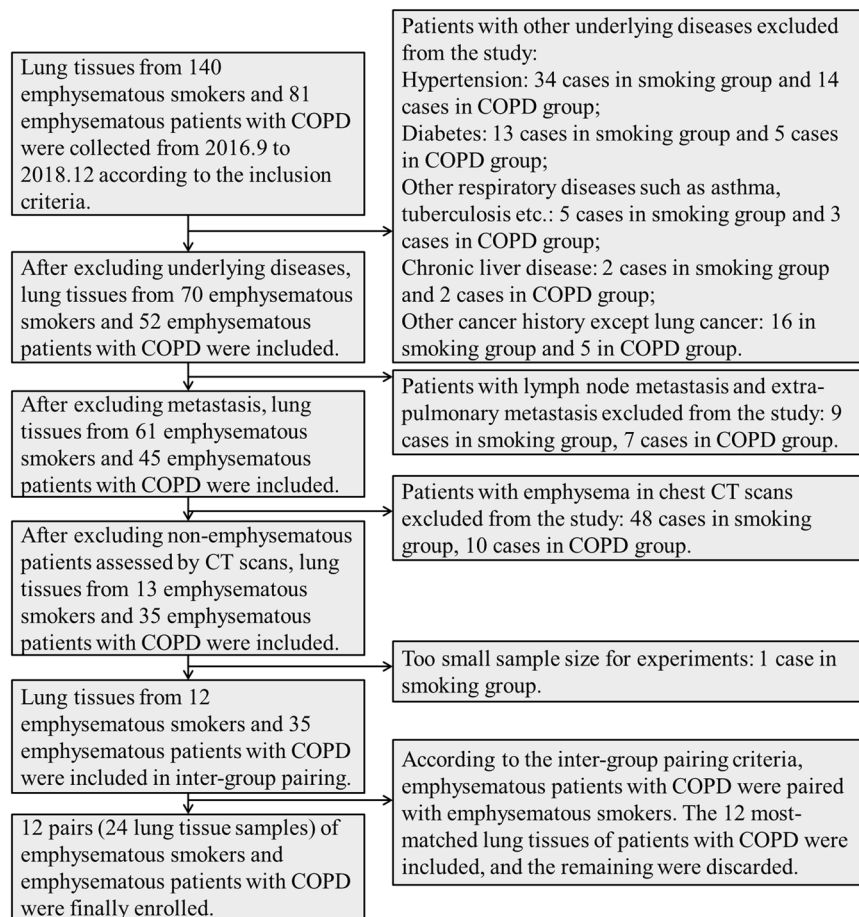 Lung tissues from 140
emphysematous smokers and 81
emphysematous patients with COPD
were collected from 2016.9 to
2018.12 according to the inclusion
criteria.
Patients with other underlying diseases excluded
from the study:
Hypertension: 34 cases in smoking group and 14
cases in COPD group;
Diabetes: 13 cases in smoking group and 5 cases
in COPD group;
Other respiratory diseases such as asthma,
tuberculosis etc.: 5 cases in smoking group and 3
cases in COPD group;
Chronic liver disease: 2 cases in smoking group
and 2 cases in COPD group;
Other cancer history except lung cancer: 16 in
smoking group and 5 in COPD group.
After excluding underlying diseases,
lung tissues from 70 emphysematous
smokers and 52 emphysematous
patients with COPD were included.
Patients with lymph node metastasis and extra-
pulmonary metastasis excluded from the study: 9
cases in smoking group, 7 cases in COPD group.
After excluding metastasis, lung
tissues from 61 emphysematous
smokers and 45 emphysematous
patients with COPD were included.
Patients with emphysema in chest CT scans
excluded from the study: 48 cases in smoking
group, 10 cases in COPD group.
After excluding non-emphysematous
patients assessed by CT scans, lung
tissues from 13 emphysematous
smokers and 35 emphysematous
patients with COPD were included.
Too small sample size for experiments: 1 case in
smoking group.
Lung tissues from 12
emphysematous smokers and 35
emphysematous patients with COPD
were included in inter-group pairing.
According to the inter-group pairing criteria,
emphysematous patients with COPD were paired
with emphysematous smokers. The 12 most-
matched lung tissues of patients with COPD were
included, and the remaining were discarded.
12 pairs (24 lung tissue samples) of
emphysematous smokers and
emphysematous patients with COPD
were finally enrolled.